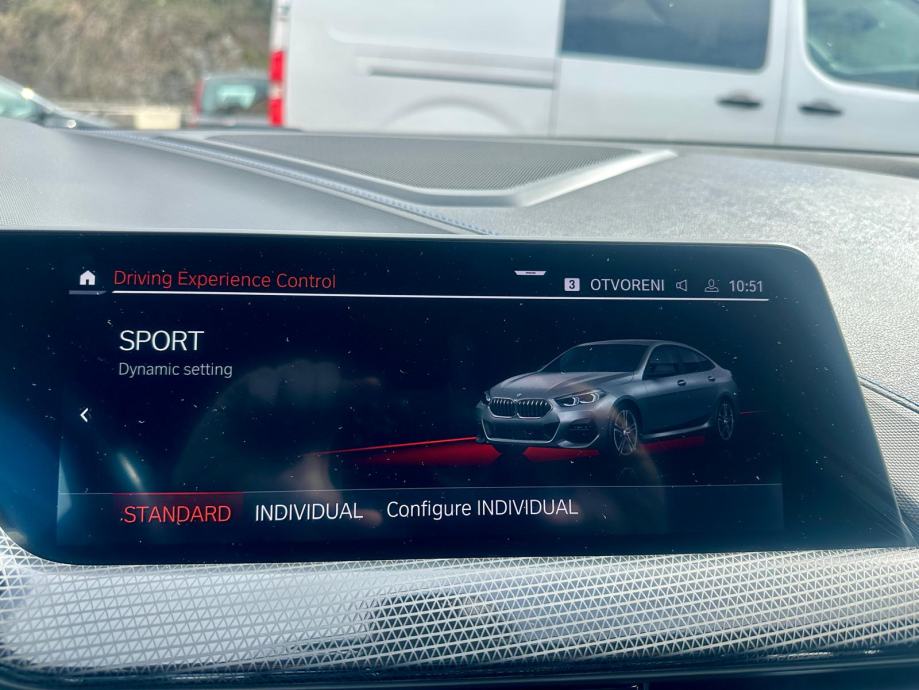 Driving Experience Control
3 OTVORENI 10:51
SPORT
Dynamic setting
STANDARD INDIVIDUAL Configure INDIVIDUAL